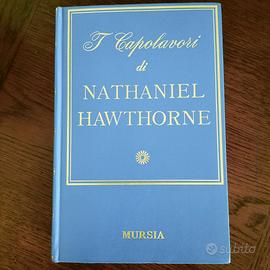 I Capolavori
di
NATHANIEL
HAWTHORNE
MURSIA
subito